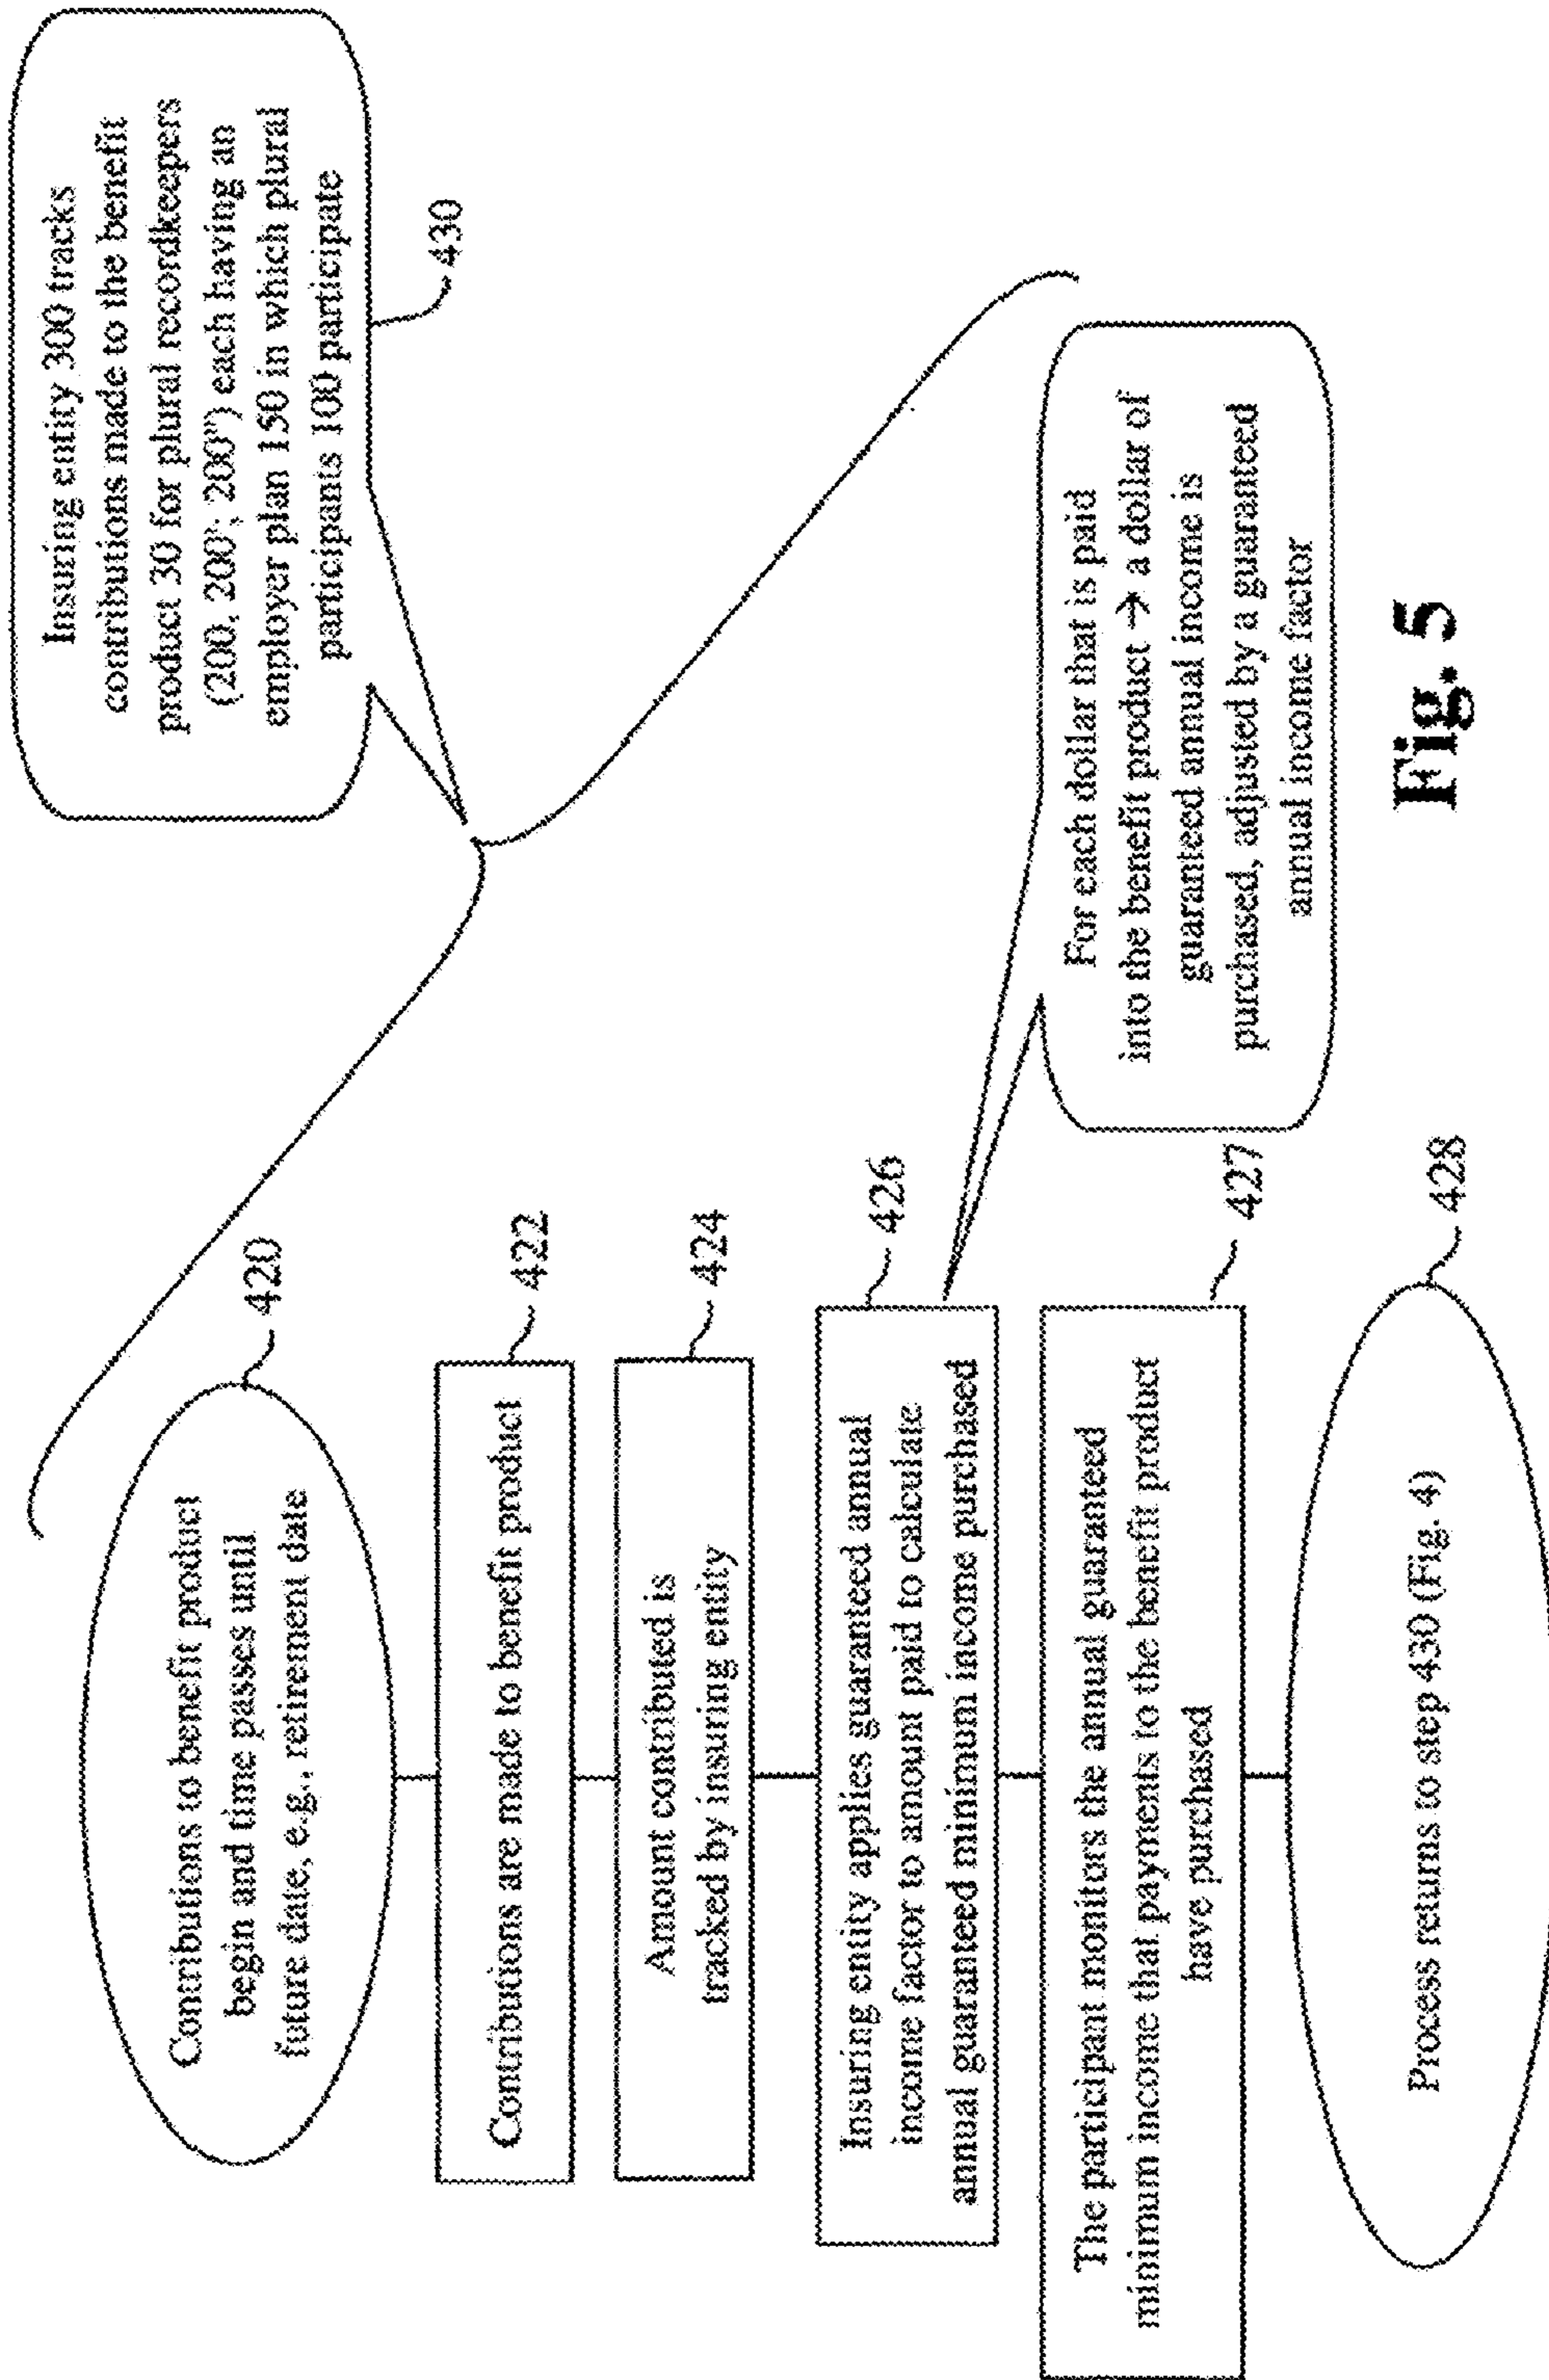 Contributions to benefit product
begin and time passes until
future date, e.g., retirement date
420
Contributions are made to benefit product
422
Amount contributed is
tracked by insuring entity
424
Insuring entity applies guaranteed annual
income factor to amount paid to calculate
annual guaranteed minimum income purchased
426
The participant monitors the annual guaranteed
minimum income that payments to the benefit product
have purchased
427
Process returns to step 430 (Fig. 4)
428
Insuring entity 300 tracks
contributions made to the benefit
product 30 for plural recordkeepers
(200, 200'; 200") each having an
employer plan 150 in which plural
participants 100 participate
430
For each dollar that is paid
into the benefit product → a dollar of
guaranteed annual income is
purchased, adjusted by a guaranteed
annual income factor
Fig. 5